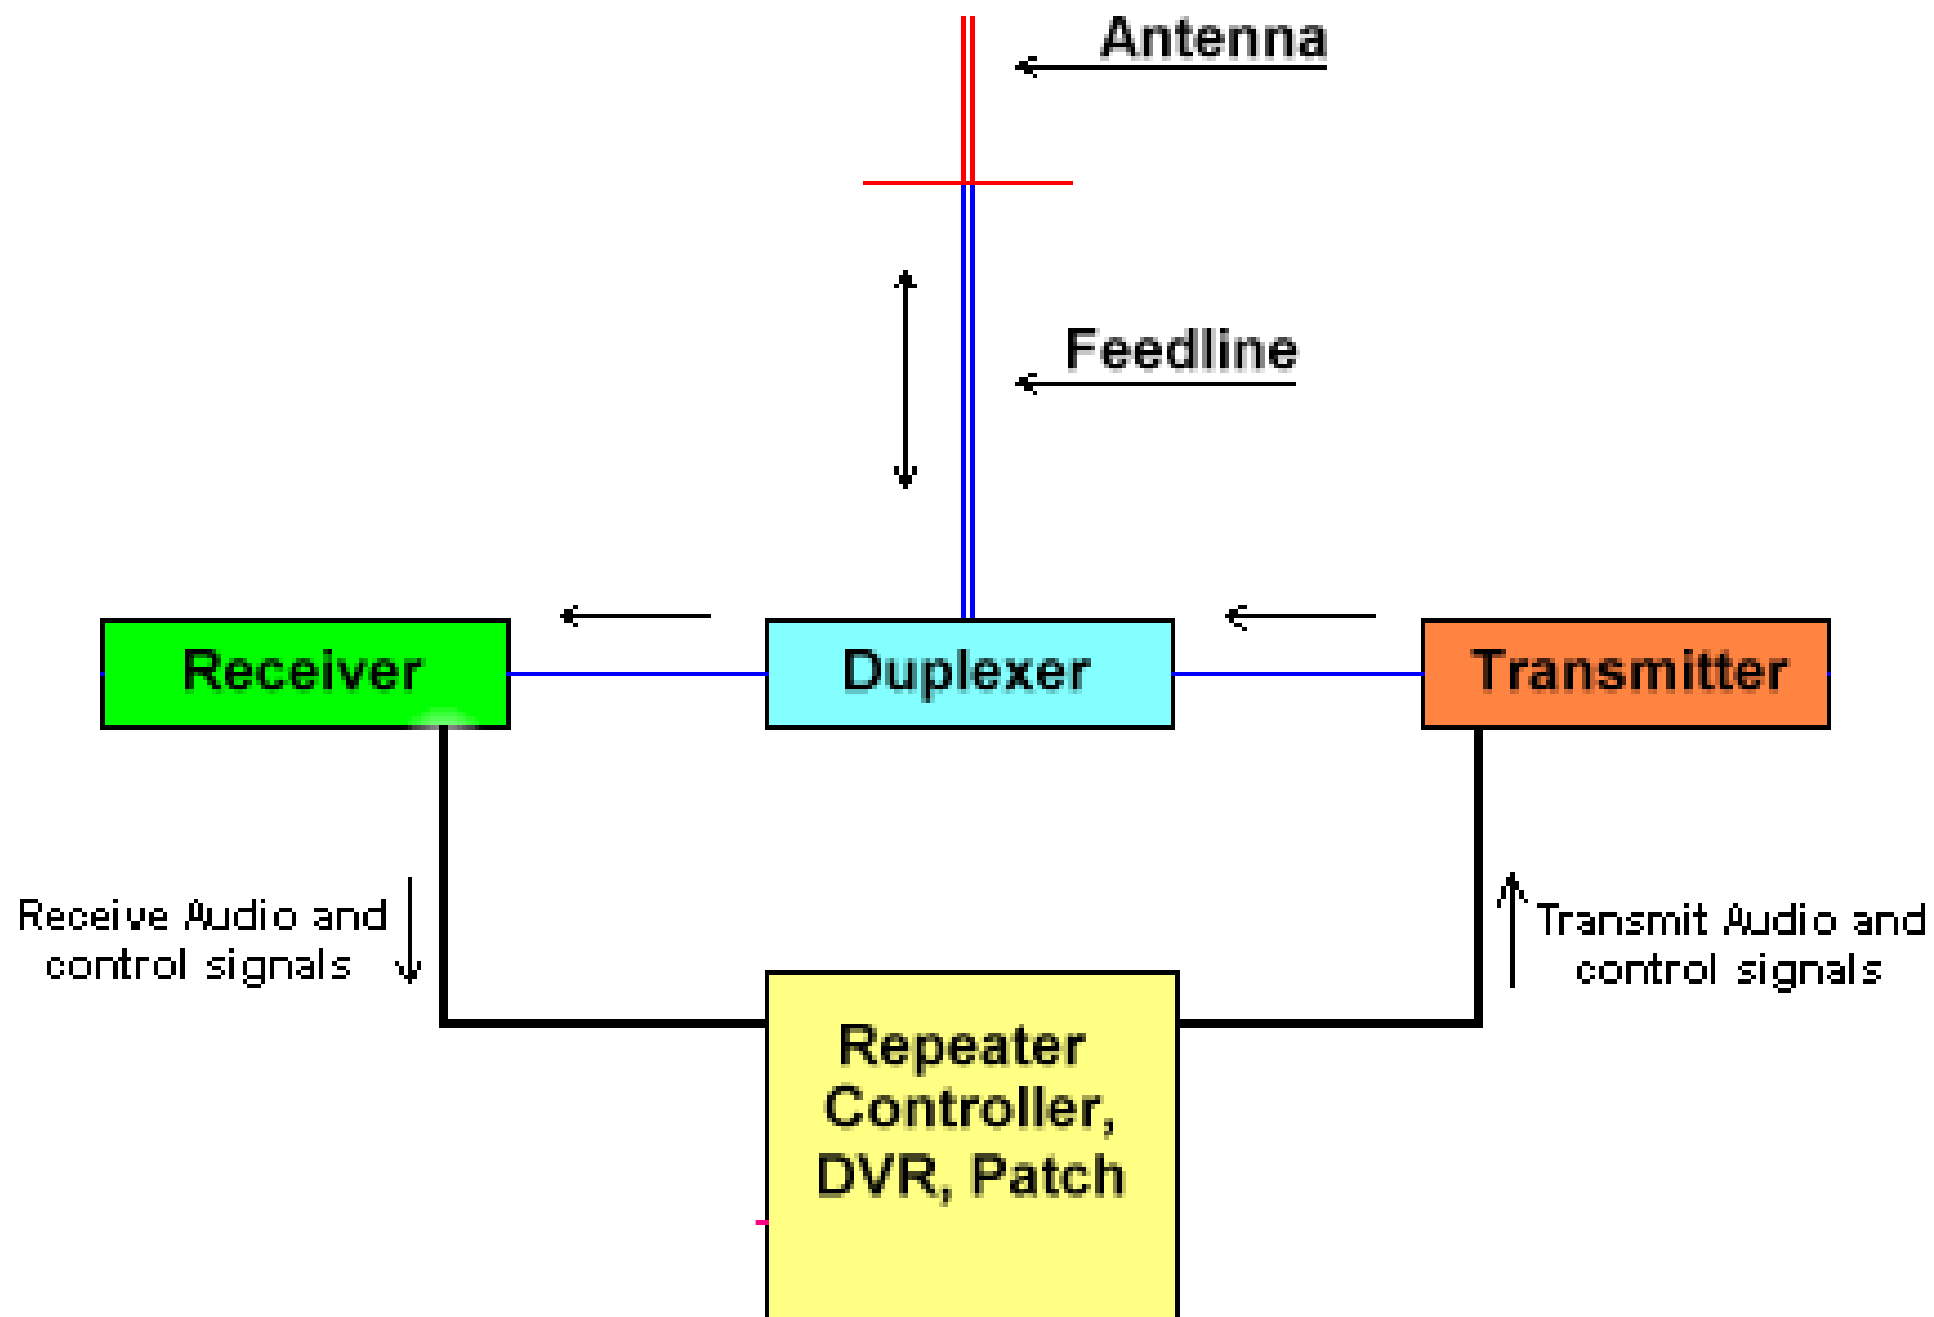 Antenna
Feedline
Receiver
Duplexer
Transmitter
Receive Audio and
control signals
Transmit Audio and
control signals
Repeater
Controller,
DVR, Patch